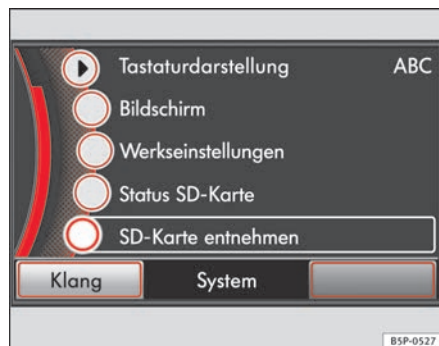 Tastaturdarstellung ABC
Bildschirm
Werkseinstellungen
Status SD-Karte
SD-Karte entnehmen
Klang System
B5P-0527